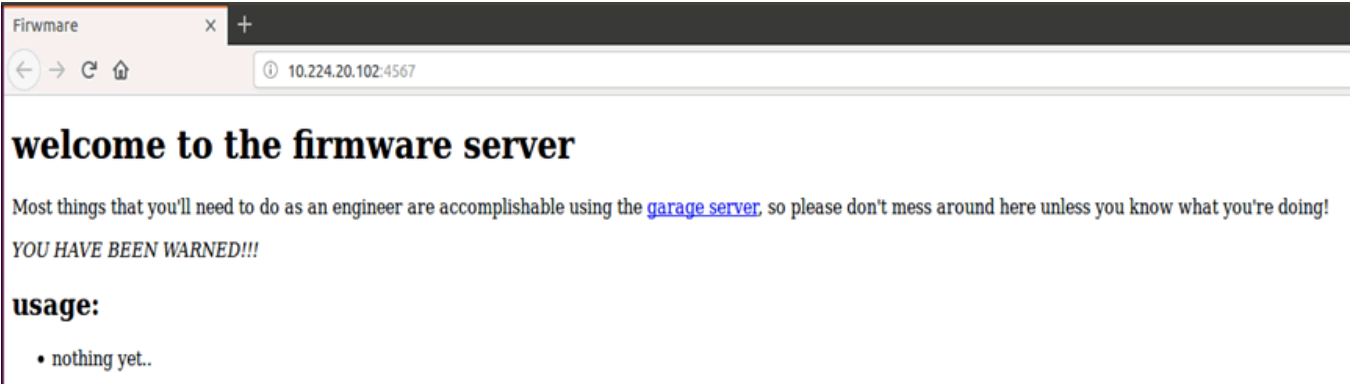 Firwmare
10.224.20.102:4567
welcome to the firmware server
Most things that you'll need to do as an engineer are accomplishable using the garage server, so please don't mess around here unless you know what you're doing!
YOU HAVE BEEN WARNED!!!
usage:
• nothing yet..